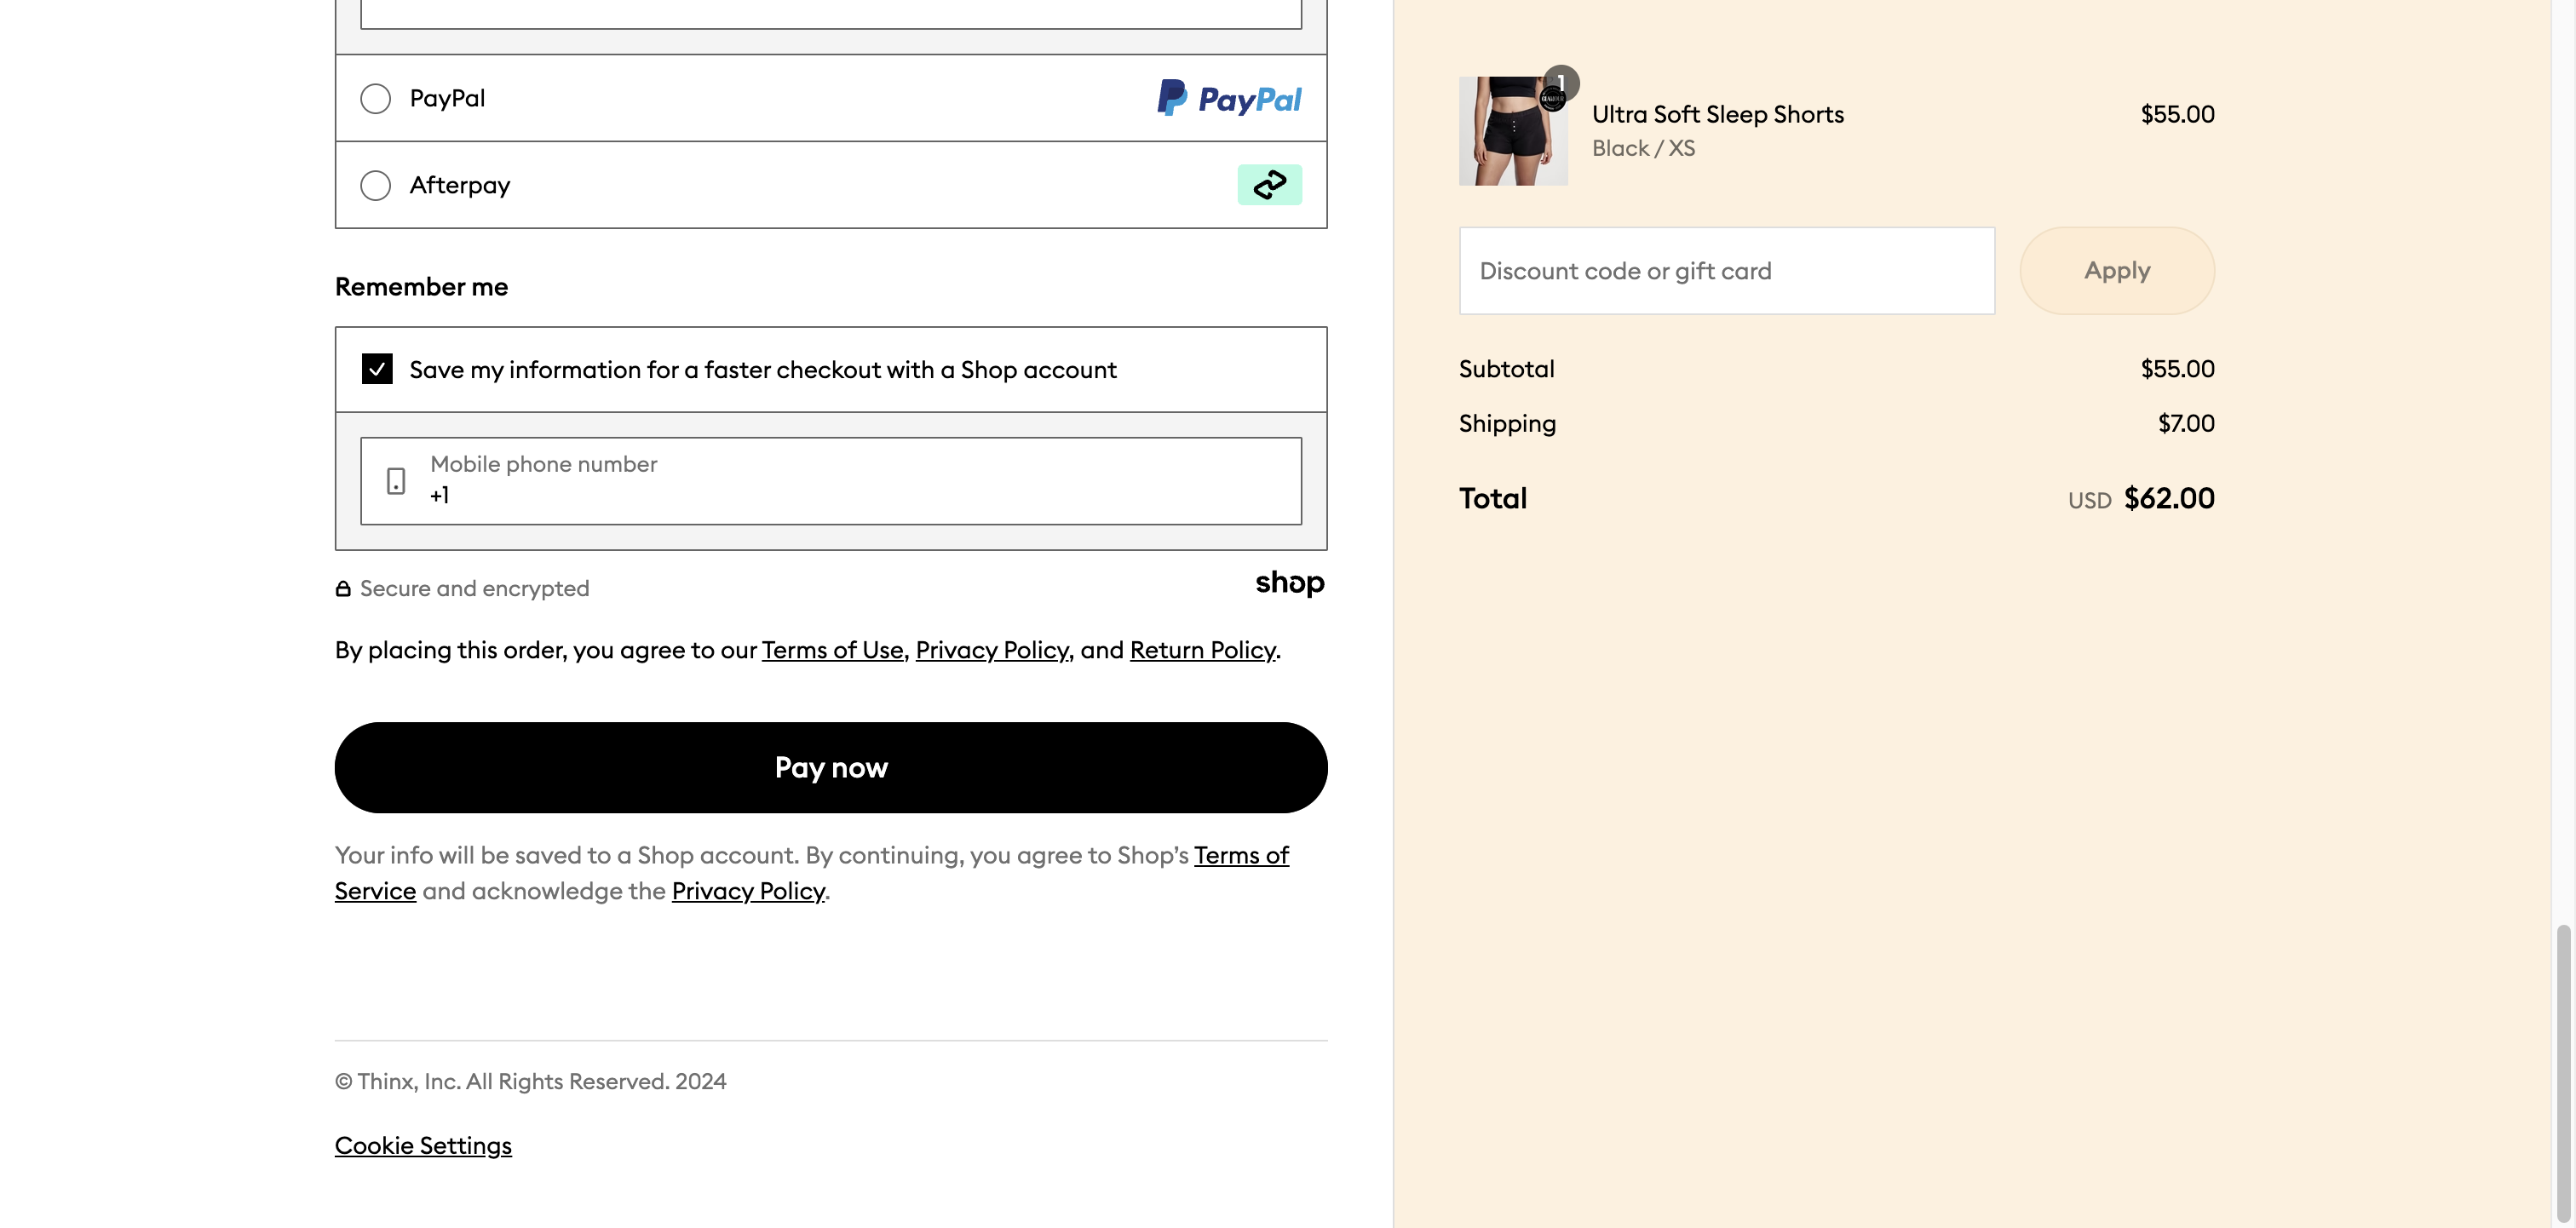 PayPal
PayPal
Afterpay
Remember me
Save my information for a faster checkout with a Shop account
Mobile phone number
+1
Secure and encrypted
shop
By placing this order, you agree to our Terms of Use, Privacy Policy, and Return Policy.
Pay now
Your info will be saved to a Shop account. By continuing, you agree to Shop’s Terms of
Service and acknowledge the Privacy Policy.
© Thinx, Inc. All Rights Reserved. 2024
Cookie Settings
1
Ultra Soft Sleep Shorts
$55.00
Black / XS
Discount code or gift card
Apply
Subtotal
$55.00
Shipping
$7.00
Total
USD $62.00